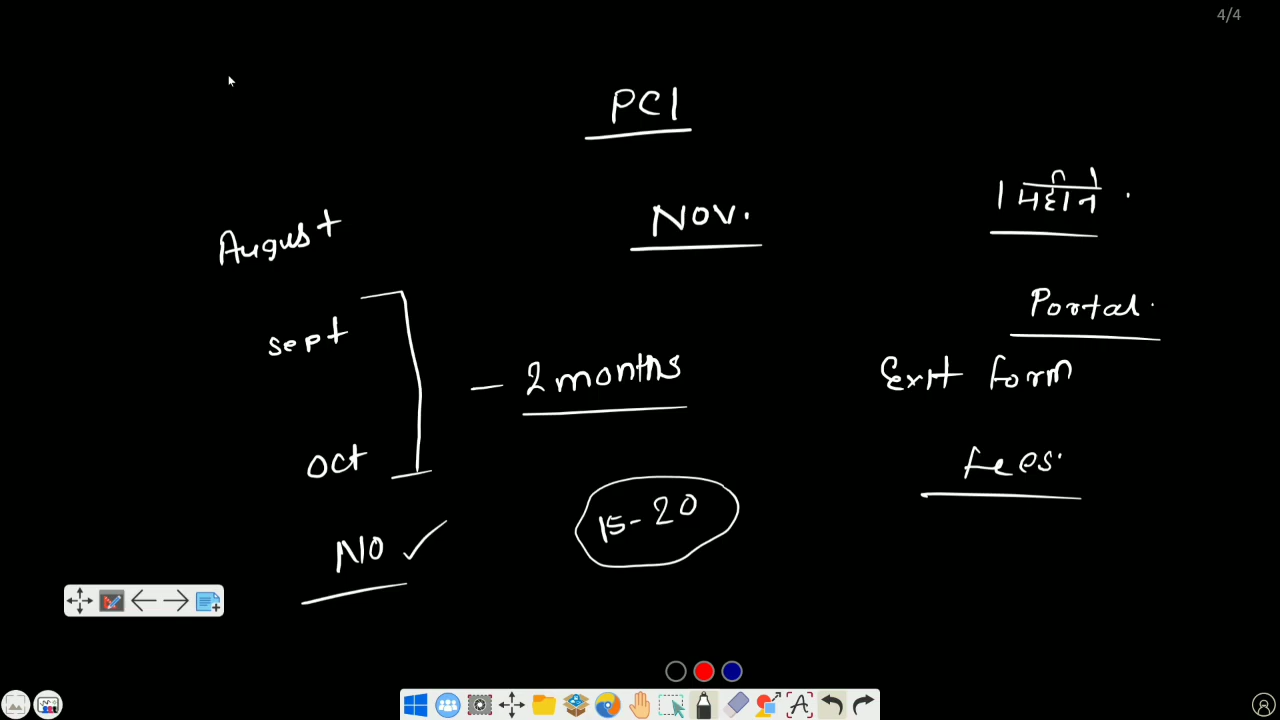 4/4
PCI
August
Nov.
1 महीने.
sept
2 months
Portal.
Exit form
oct
fees.
15-20
NO ✓